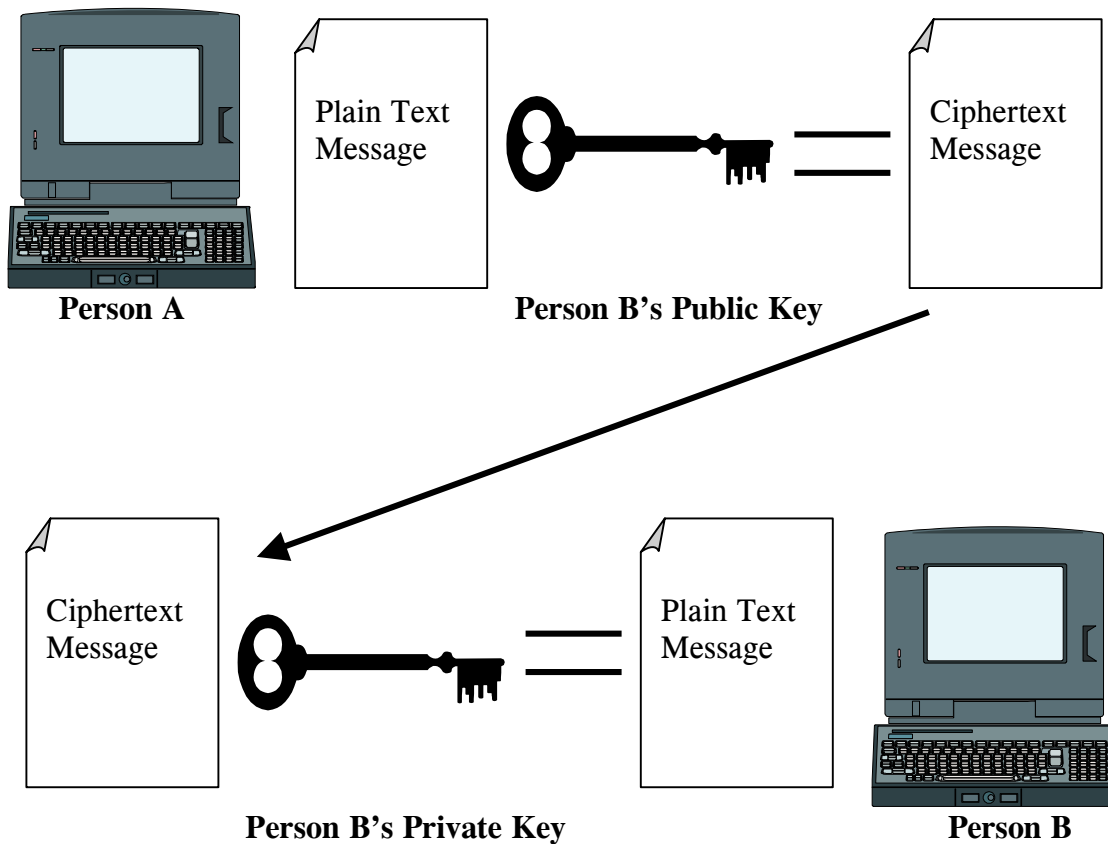 Plain Text
Message
Ciphertext
Message
Person A
Person B's Public Key
Ciphertext
Message
Plain Text
Message
Person B's Private Key
Person B